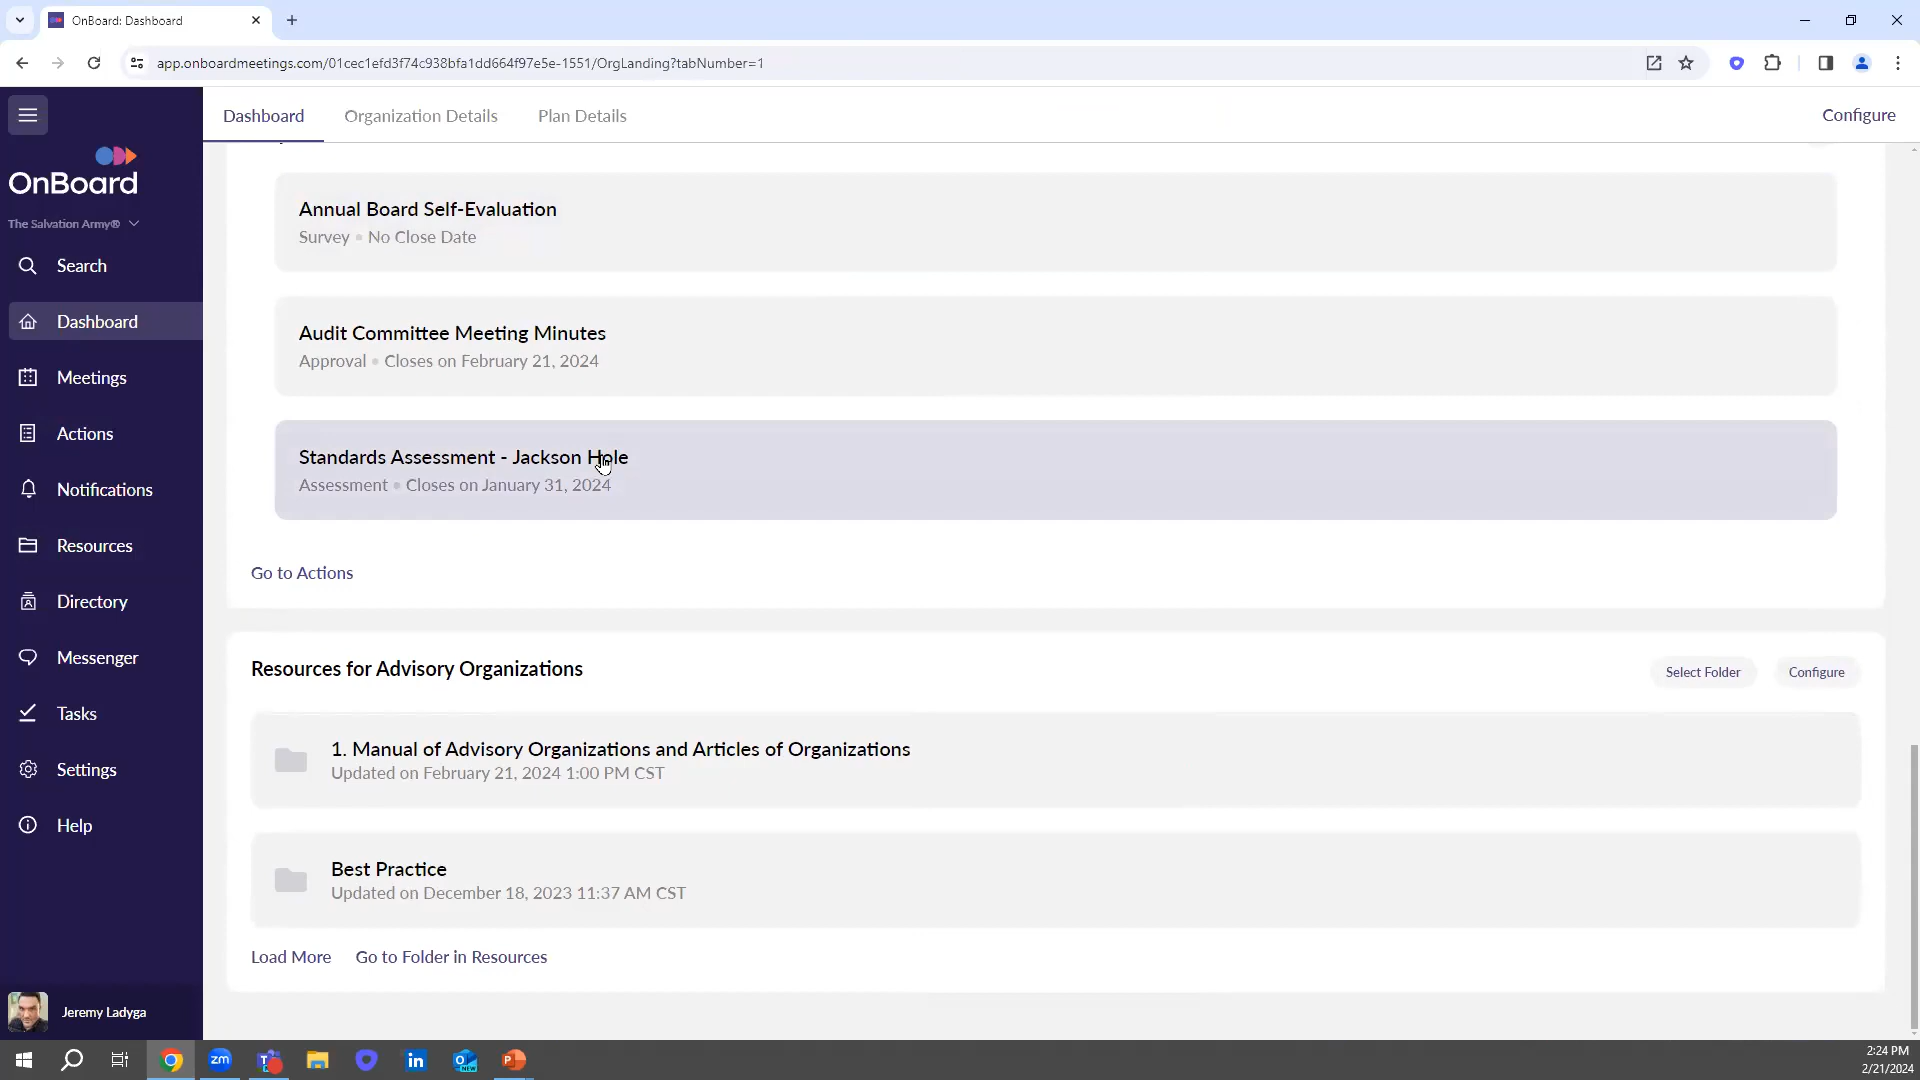 OnBoard: Dashboard
app.onboardmeetings.com/01cec1efd3f74c938bfa1dd664f97e5e-1551/OrgLanding?tabNumber=1
Dashboard
Organization Details
Plan Details
Configure
OnBoard
The Salvation Army®
Search
Dashboard
Meetings
Actions
Notifications
Resources
Directory
Messenger
Tasks
Settings
Help
Jeremy Ladyga
Annual Board Self-Evaluation
Survey • No Close Date
Audit Committee Meeting Minutes
Approval • Closes on February 21, 2024
Standards Assessment - Jackson Hole
Assessment • Closes on January 31, 2024
Go to Actions
Resources for Advisory Organizations
Select Folder
Configure
1. Manual of Advisory Organizations and Articles of Organizations
Updated on February 21, 2024 1:00 PM CST
Best Practice
Updated on December 18, 2023 11:37 AM CST
Load More
Go to Folder in Resources
zm
in
NEW
2:24 PM
2/21/2024